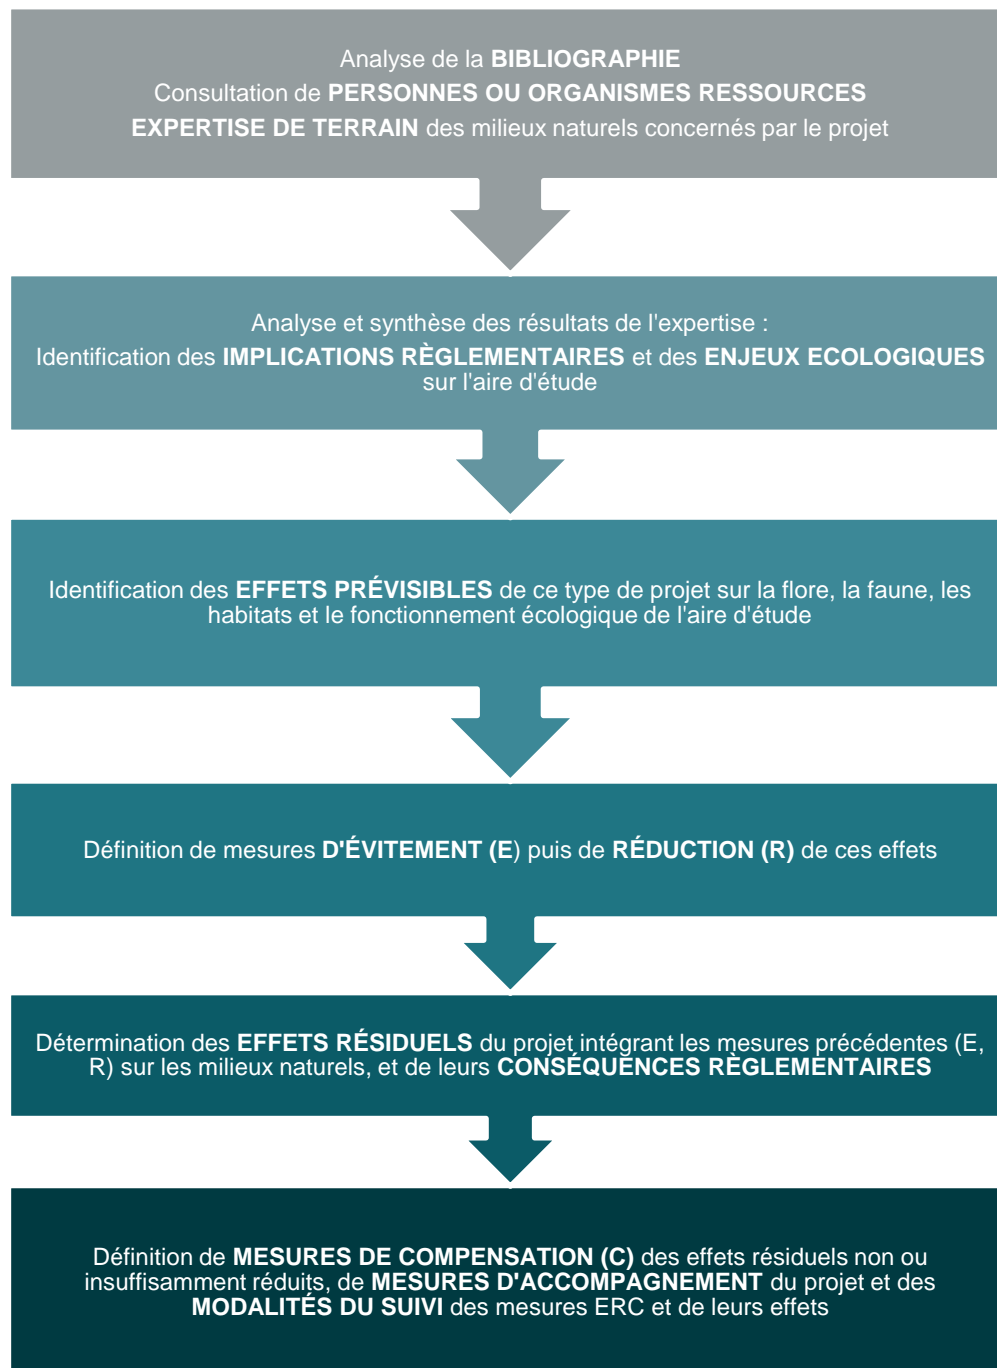 Analyse de la BIBLIOGRAPHIE
Consultation de PERSONNES OU ORGANISMES RESSOURCES
EXPERTISE DE TERRAIN des milieux naturels concernés par le projet
Analyse et synthèse des résultats de l'expertise :
Identification des IMPLICATIONS RÈGLEMENTAIRES et des ENJEUX ECOLOGIQUES
sur l'aire d'étude
Identification des EFFETS PRÉVISIBLES de ce type de projet sur la flore, la faune, les
habitats et le fonctionnement écologique de l'aire d'étude
Définition de mesures D'ÉVITEMENT (E) puis de RÉDUCTION (R) de ces effets
Détermination des EFFETS RÉSIDUELS du projet intégrant les mesures précédentes (E,
R) sur les milieux naturels, et de leurs CONSÉQUENCES RÈGLEMENTAIRES
Définition de MESURES DE COMPENSATION (C) des effets résiduels non ou
insuffisamment réduits, de MESURES D'ACCOMPAGNEMENT du projet et des
MODALITÉS DU SUIVI des mesures ERC et de leurs effets